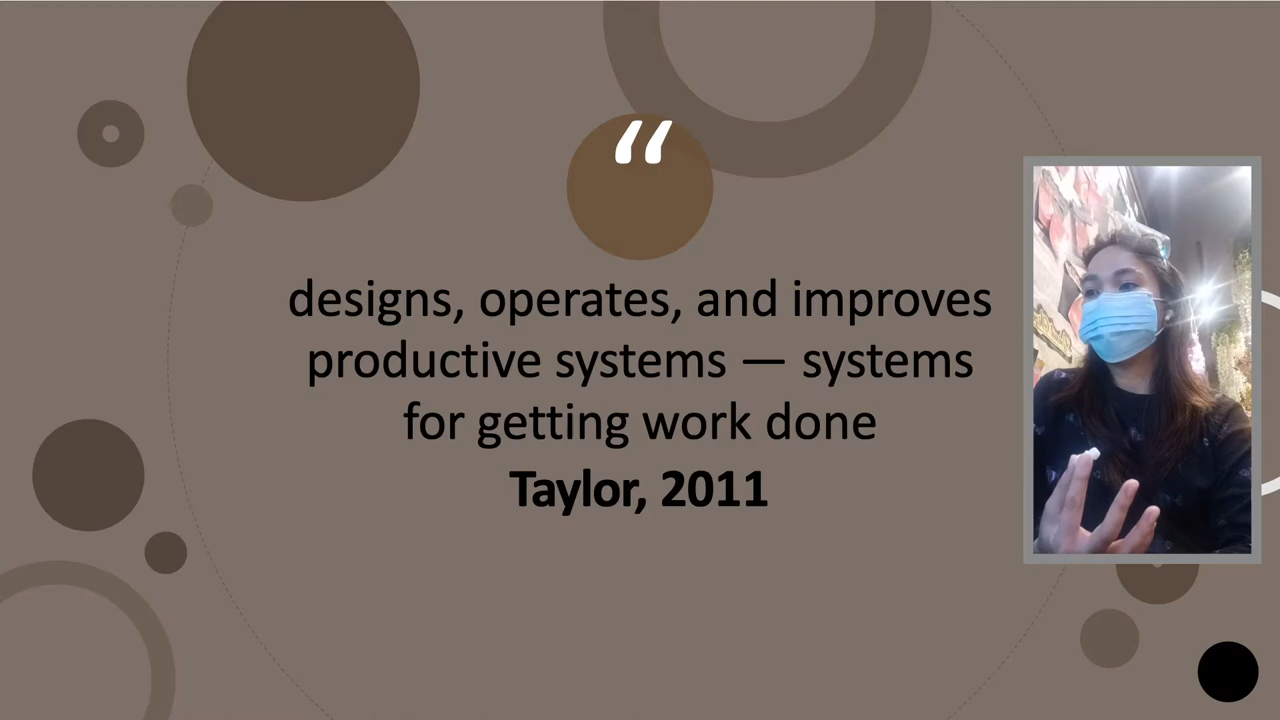 “
designs, operates, and improves
productive systems — systems
for getting work done
Taylor, 2011